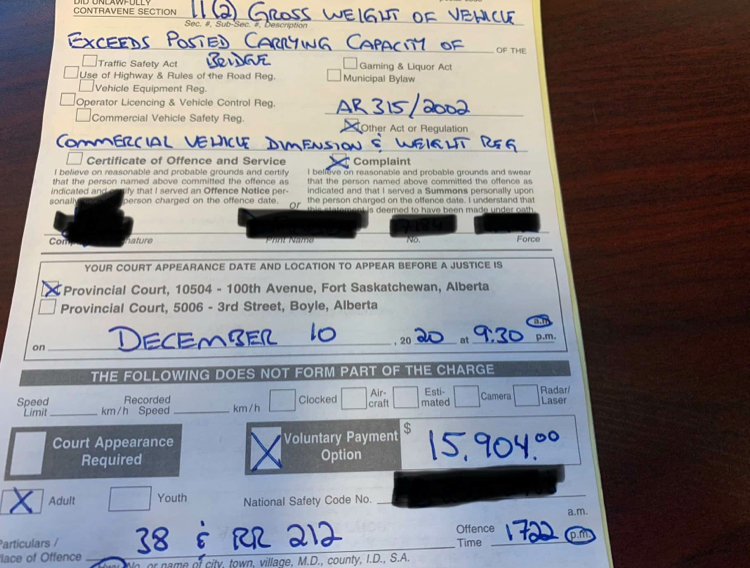 DID UNLAWFULLY
CONTRAVENE SECTION 11(2) GROSS WEIGHT OF VEHICLE
Sec. #, Sub-Sec. #, Description
EXCEEDS POSTED CARRYING CAPACITY OF OF THE
BRIDGE
Traffic Safety Act Gaming & Liquor Act
Use of Highway & Rules of the Road Reg. Municipal Bylaw
Vehicle Equipment Reg.
Operator Licencing & Vehicle Control Reg. AR 315/2002
Commercial Vehicle Safety Reg. Other Act or Regulation
COMMERCIAL VEHICLE DIMENSION & WEIGHT REG
Certificate of Offence and Service Complaint
I believe on reasonable and probable grounds and certify I believe on reasonable and probable grounds and swear
that the person named above committed the offence as that the person named above committed the offence as
indicated and fy that I served an Offence Notice per- indicated and that I served a Summons personally upon
sonally person charged on the offence date. or the person charged on the offence date. I understand that
this statement is deemed to have been made under oath.
Com nature Print Name No. Force
YOUR COURT APPEARANCE DATE AND LOCATION TO APPEAR BEFORE A JUSTICE IS
Provincial Court, 10504 - 100th Avenue, Fort Saskatchewan, Alberta
Provincial Court, 5006 - 3rd Street, Boyle, Alberta
on DECEMBER 10 , 20 20 at 9:30 a.m. p.m.
THE FOLLOWING DOES NOT FORM PART OF THE CHARGE
Speed Limit km/h Recorded Speed km/h Clocked Air-craft Esti-mated Camera Radar/Laser
Court Appearance Required Voluntary Payment Option $ 15,904.00
Adult Youth National Safety Code No.
Particulars / Place of Offence 38 & RR 212 Offence Time 1722 a.m. p.m.
No. or name of city, town, village, M.D., county, I.D., S.A.